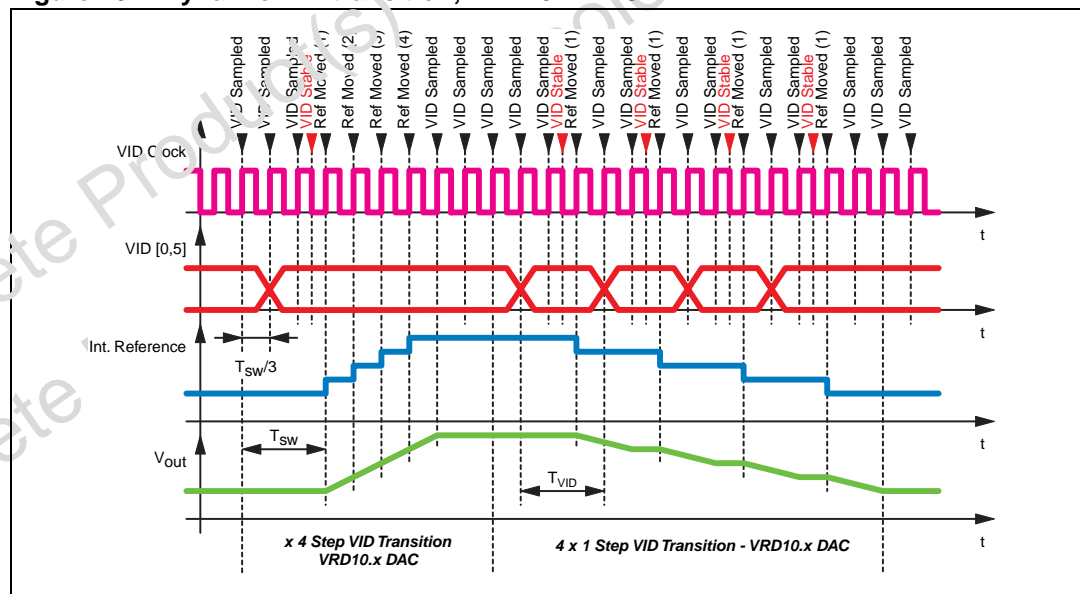 VID Sampled
VID Sampled
VID Sampled
VID Stable
Ref Moved (1)
Ref Moved (2)
Ref Moved (3)
Ref Moved (4)
VID Sampled
VID Sampled
VID Sampled
VID Sampled
VID Sampled
VID Stable
Ref Moved (1)
VID Sampled
VID Sampled
VID Stable
Ref Moved (1)
VID Sampled
VID Sampled
VID Stable
Ref Moved (1)
VID Sampled
VID Sampled
VID Stable
Ref Moved (1)
VID Sampled
VID Sampled
VID Sampled
VID Clock
t
VID [0,5]
t
Int. Reference
Tsw/3
t
Tsw
Vout
TVID
t
x 4 Step VID Transition
VRD10.x DAC
4 x 1 Step VID Transition - VRD10.x DAC
ete Product(s)
ete